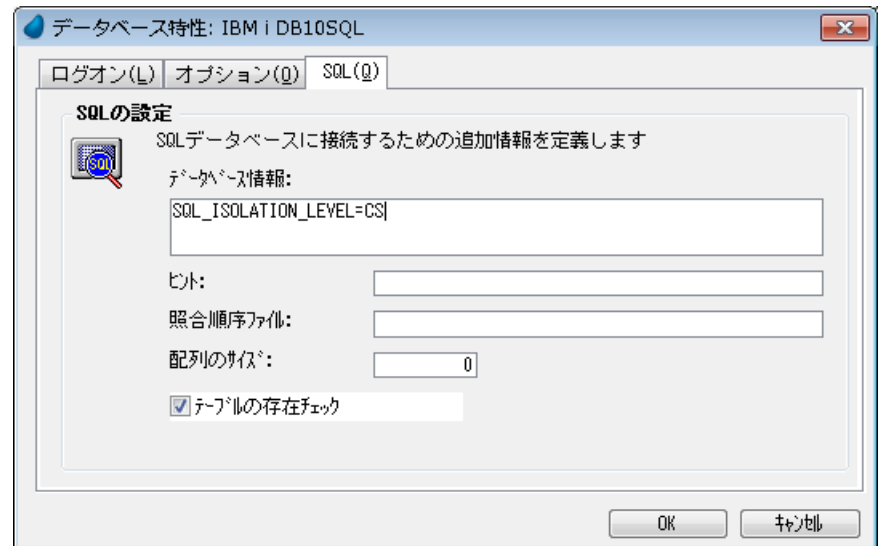 データベース特性: IBM i DB10SQL
ログオン(L) オプション(O) SQL(Q)
SQLの設定
SQLデータベースに接続するための追加情報を定義します
ﾃﾞｰﾀﾍﾞｰｽ情報:
SQL_ISOLATION_LEVEL=CS
ﾋﾝﾄ:
照合順序ﾌｧｲﾙ:
配列のｻｲｽﾞ: 0
ﾃｰﾌﾞﾙの存在ﾁｪｯｸ
OK ｷｬﾝｾﾙ